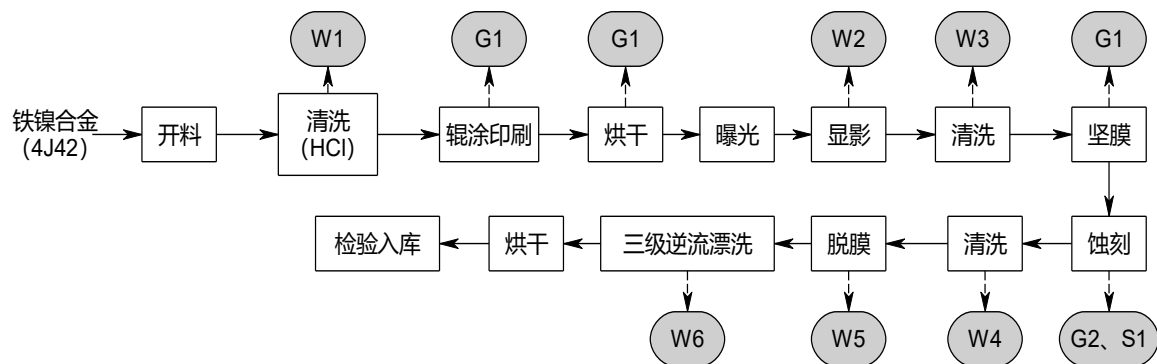 W1
G1
G1
W2
W3
G1
铁镍合金
(4J42)
开料
清洗
(HCl)
辊涂印刷
烘干
曝光
显影
清洗
坚膜
检验入库
烘干
三级逆流漂洗
脱膜
清洗
蚀刻
W6
W5
W4
G2、S1